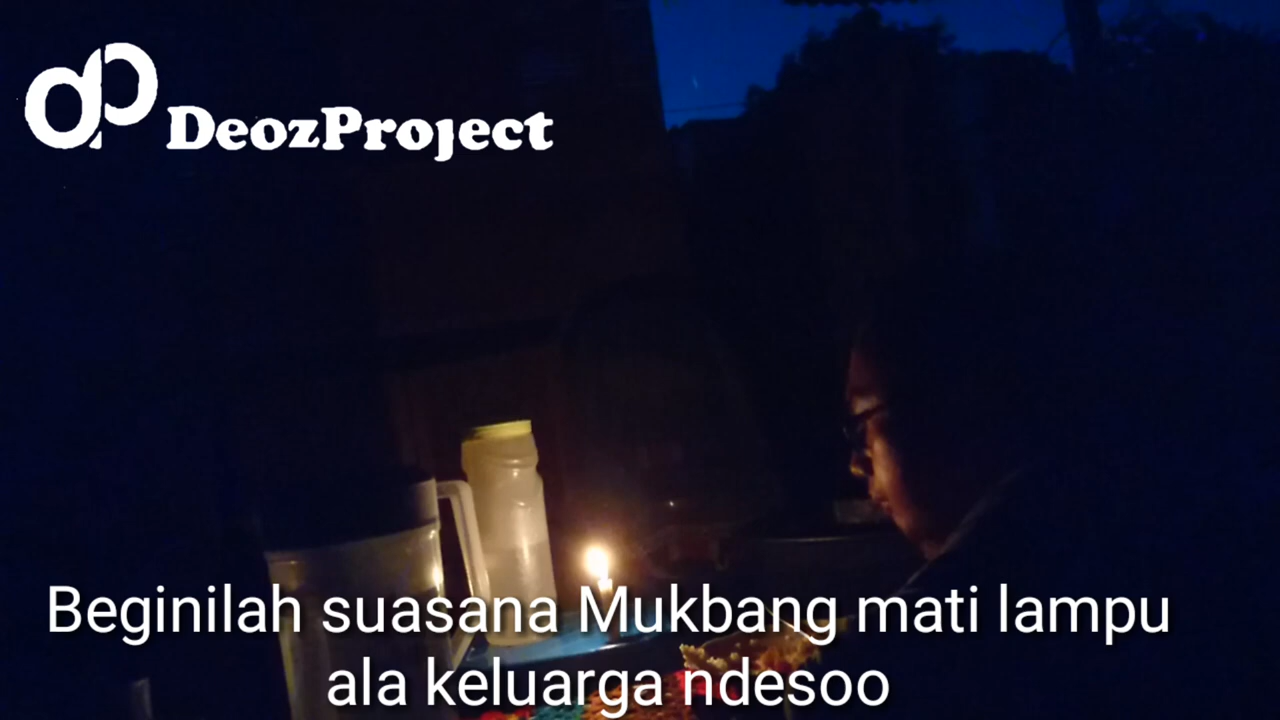 DeozProject
Beginilah suasana Mukbang mati lampu
ala keluarga ndesoo